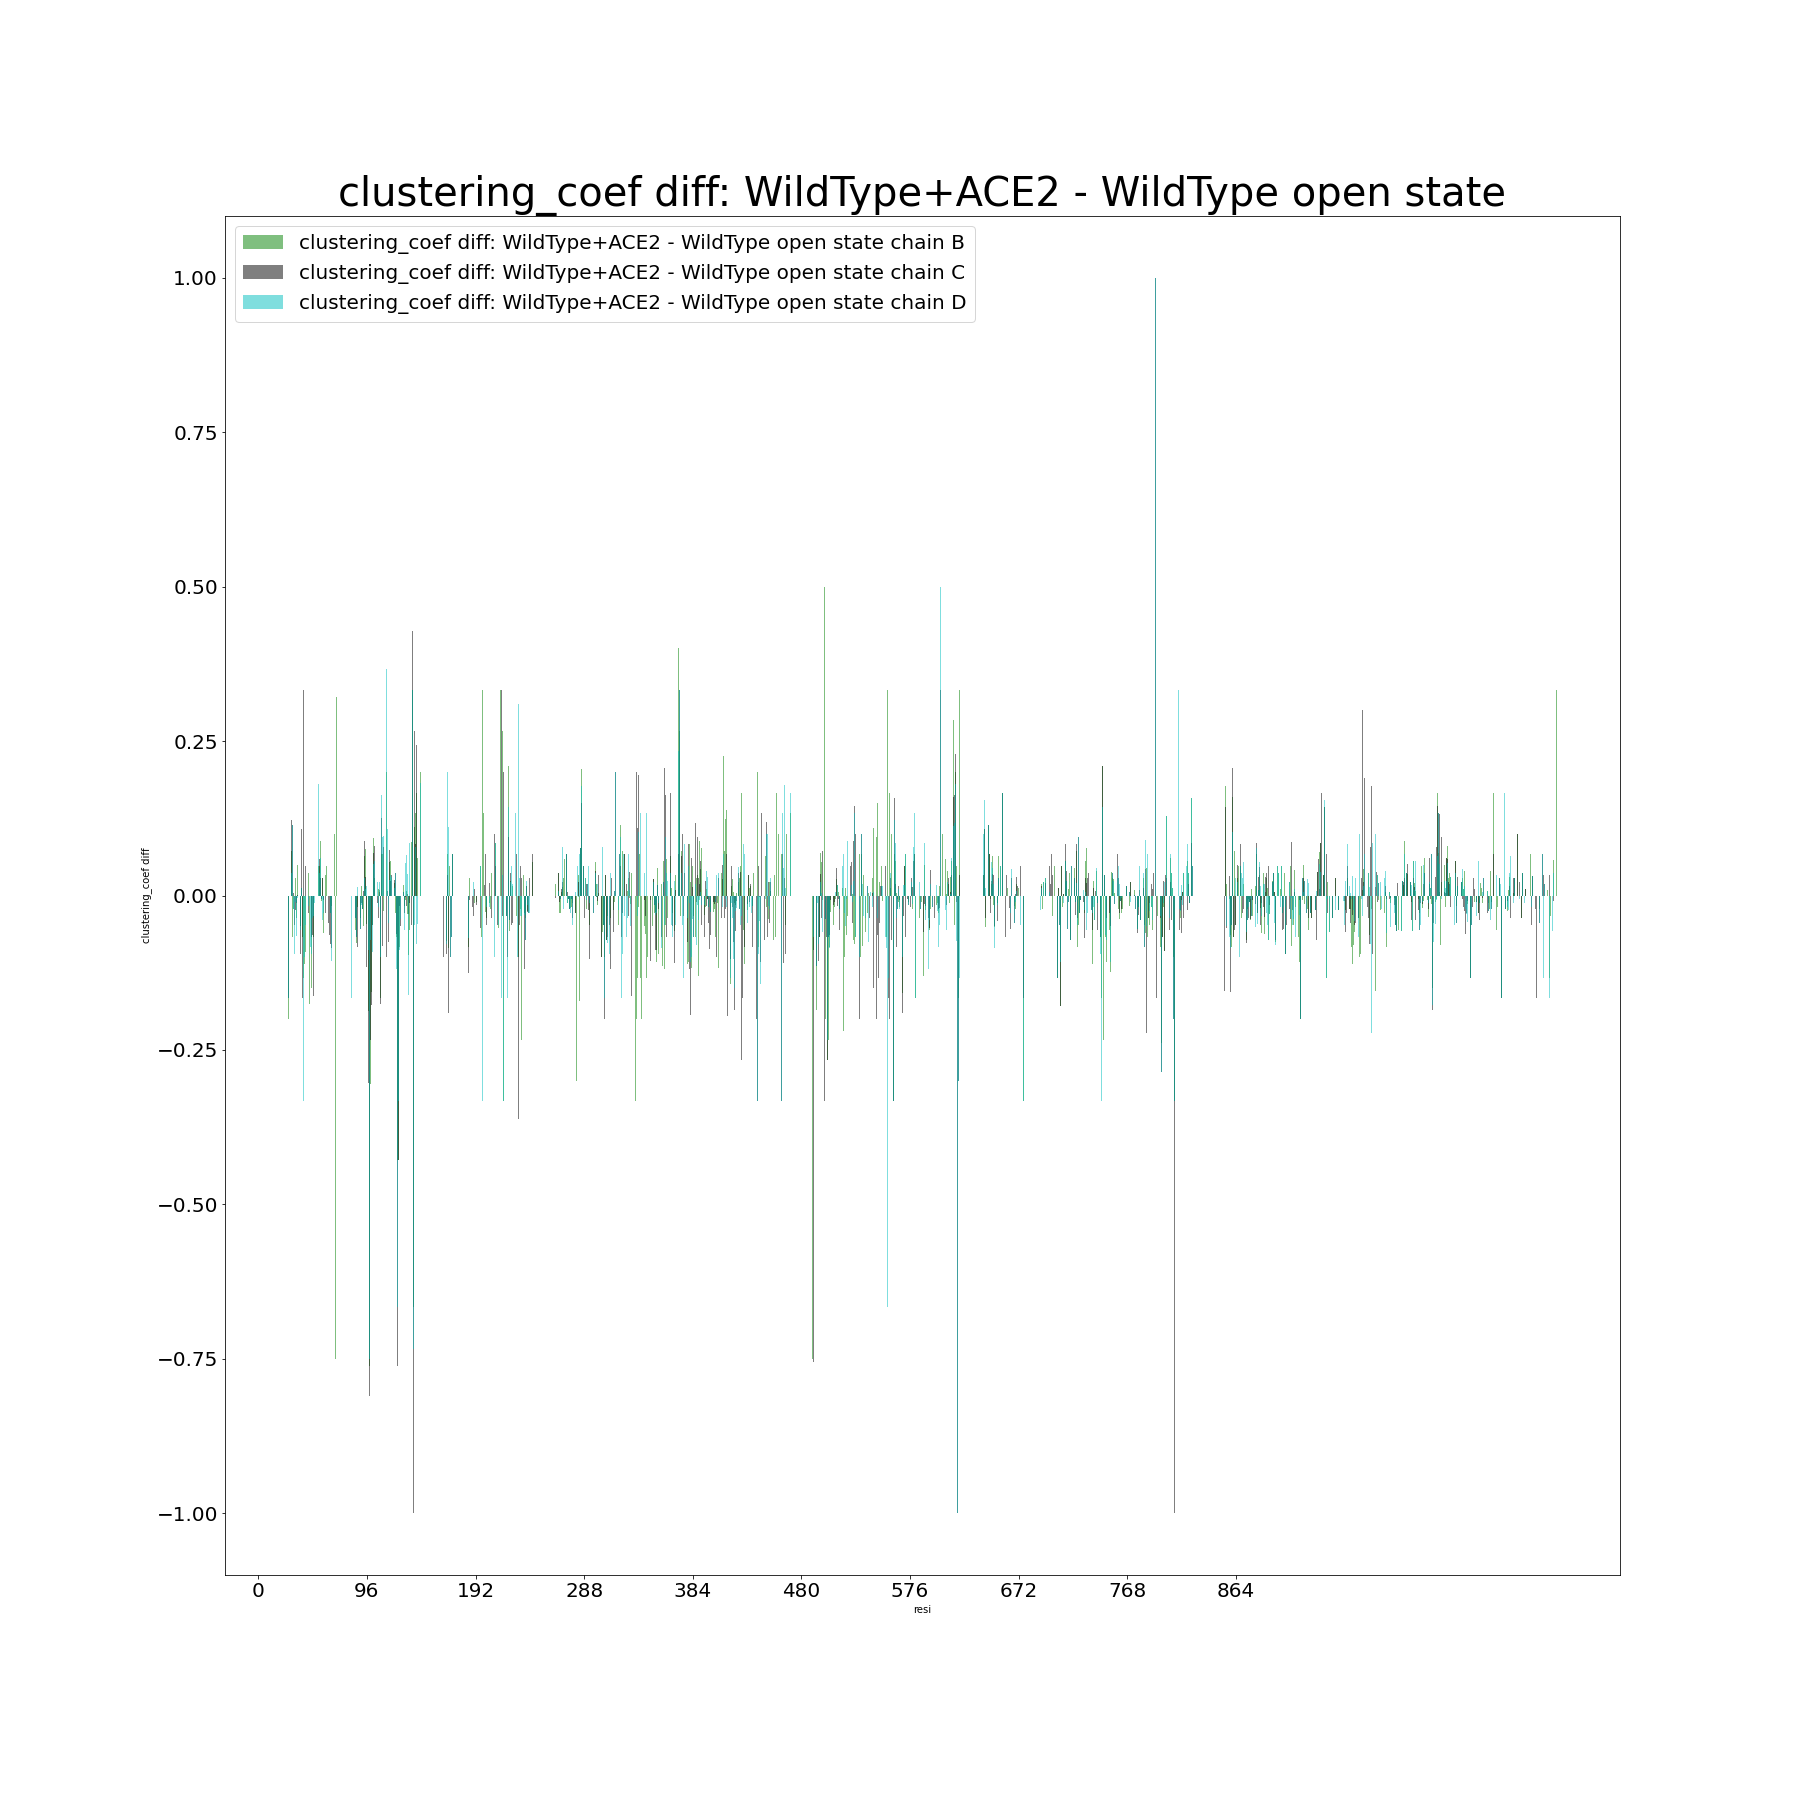 clustering_coef diff: WildType+ACE2 - WildType open state
clustering_coef diff: WildType+ACE2 - WildType open state chain B
clustering_coef diff: WildType+ACE2 - WildType open state chain C
clustering_coef diff: WildType+ACE2 - WildType open state chain D
1.00
0.75
0.50
0.25
0.00
−0.25
−0.50
−0.75
−1.00
clustering_coef diff
0 96 192 288 384 480 576 672 768 864
resi